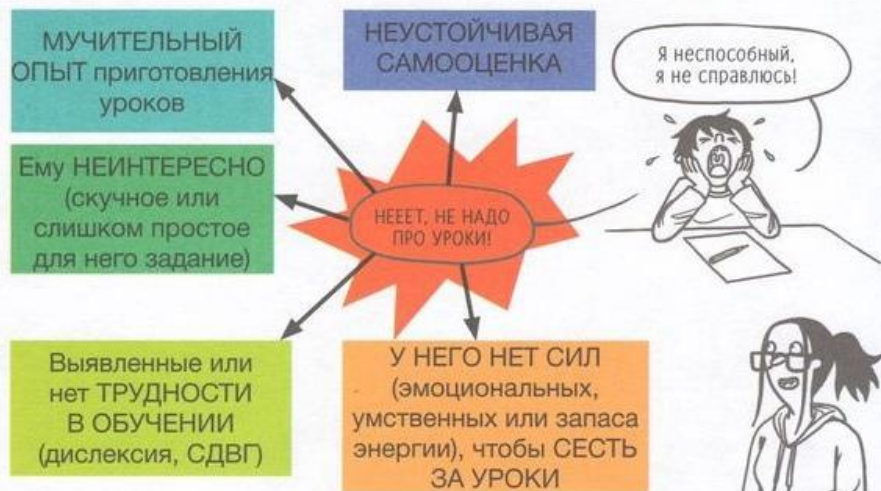 МУЧИТЕЛЬНЫЙ
ОПЫТ приготовления
уроков
НЕУСТОЙЧИВАЯ
САМООЦЕНКА
Я неспособный,
я не справлюсь!
Ему НЕИНТЕРЕСНО
(скучное или
слишком простое
для него задание)
НЕЕЕТ, НЕ НАДО
ПРО УРОКИ!
Выявленные или
нет ТРУДНОСТИ
В ОБУЧЕНИИ
(дислексия, СДВГ)
У НЕГО НЕТ СИЛ
(эмоциональных,
умственных или запаса
энергии), чтобы СЕСТЬ
ЗА УРОКИ